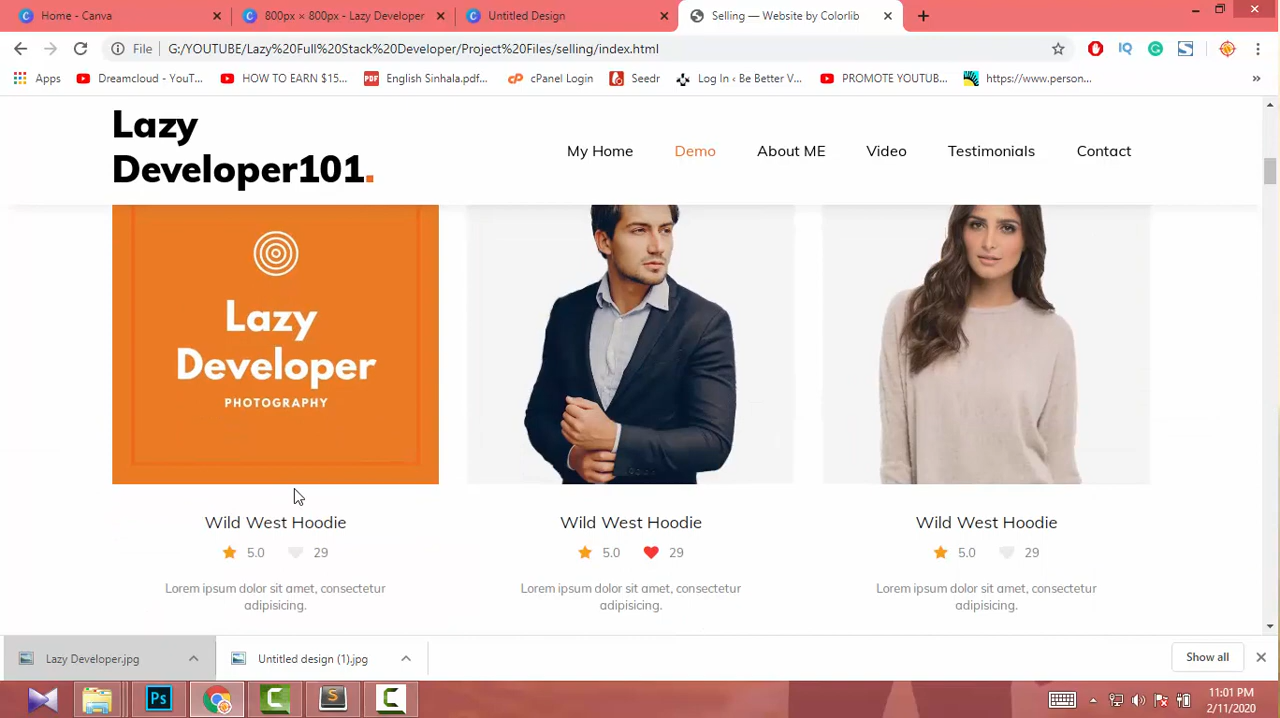 Home - Canva
800px × 800px - Lazy Developer
Untitled Design
Selling — Website by Colorlib
File
G:/YOUTUBE/Lazy%20Full%20Stack%20Developer/Project%20Files/selling/index.html
IQ
Apps
Dreamcloud - YouT...
HOW TO EARN $15...
PDF
English Sinhala.pdf...
cP
cPanel Login
Seedr
Log In ‹ Be Better V...
PROMOTE YOUTUB...
https://www.person...
Lazy
Developer101.
My Home
Demo
About ME
Video
Testimonials
Contact
Lazy
Developer
PHOTOGRAPHY
Wild West Hoodie
Wild West Hoodie
Wild West Hoodie
5.0 29
5.0 29
5.0 29
Lorem ipsum dolor sit amet, consectetur
adipisicing.
Lorem ipsum dolor sit amet, consectetur
adipisicing.
Lorem ipsum dolor sit amet, consectetur
adipisicing.
Lazy Developer.jpg
Untitled design (1).jpg
Show all
Ps
11:01 PM
2/11/2020